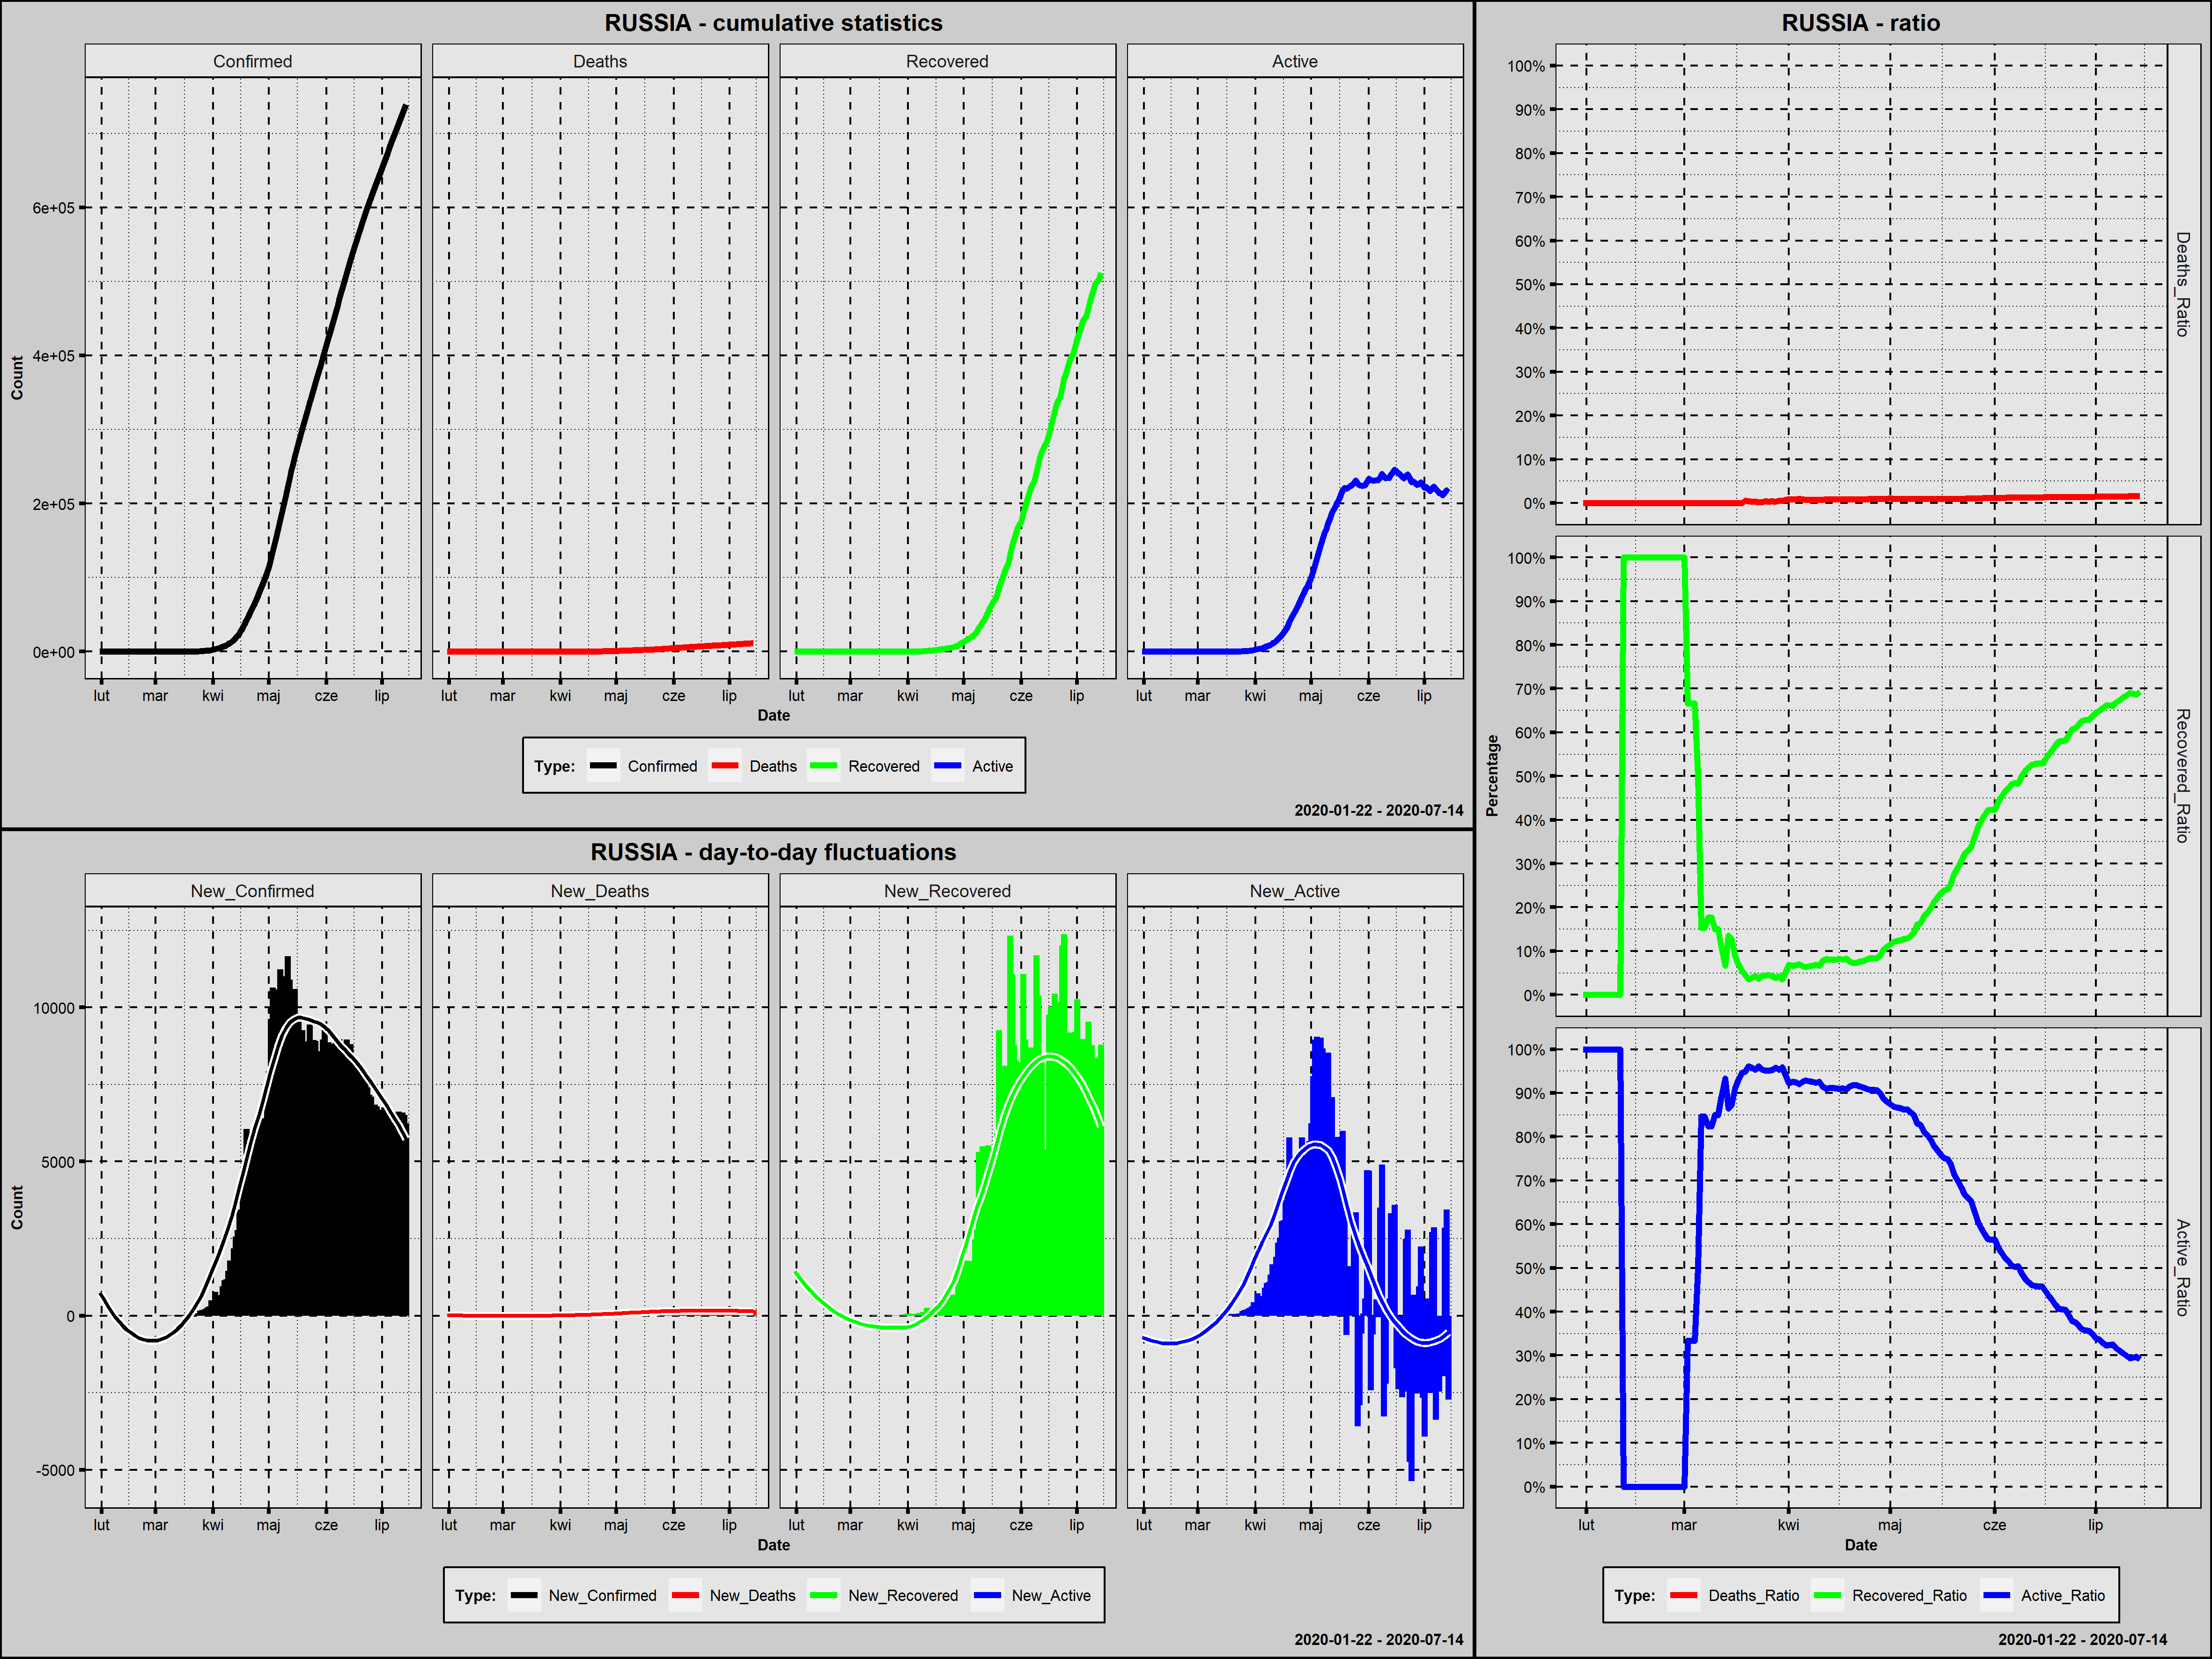 RUSSIA - cumulative statistics
Confirmed Deaths Recovered Active
Count
6e+05
4e+05
2e+05
0e+00
lut mar kwi maj cze lip lut mar kwi maj cze lip lut mar kwi maj cze lip lut mar kwi maj cze lip
Date
Type: Confirmed Deaths Recovered Active
2020-01-22 - 2020-07-14
RUSSIA - day-to-day fluctuations
New_Confirmed New_Deaths New_Recovered New_Active
Count
10000
5000
0
-5000
lut mar kwi maj cze lip lut mar kwi maj cze lip lut mar kwi maj cze lip lut mar kwi maj cze lip
Date
Type: New_Confirmed New_Deaths New_Recovered New_Active
2020-01-22 - 2020-07-14
RUSSIA - ratio
Percentage
100%
90%
80%
70%
60%
50%
40%
30%
20%
10%
0%
Deaths_Ratio
100%
90%
80%
70%
60%
50%
40%
30%
20%
10%
0%
Recovered_Ratio
100%
90%
80%
70%
60%
50%
40%
30%
20%
10%
0%
Active_Ratio
lut mar kwi maj cze lip
Date
Type: Deaths_Ratio Recovered_Ratio Active_Ratio
2020-01-22 - 2020-07-14